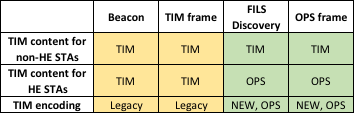 Beacon TIM frame FILS Discovery OPS frame
TIM content for non-HE STAs TIM TIM TIM TIM
TIM content for HE STAs TIM TIM OPS OPS
TIM encoding Legacy Legacy NEW, OPS NEW, OPS